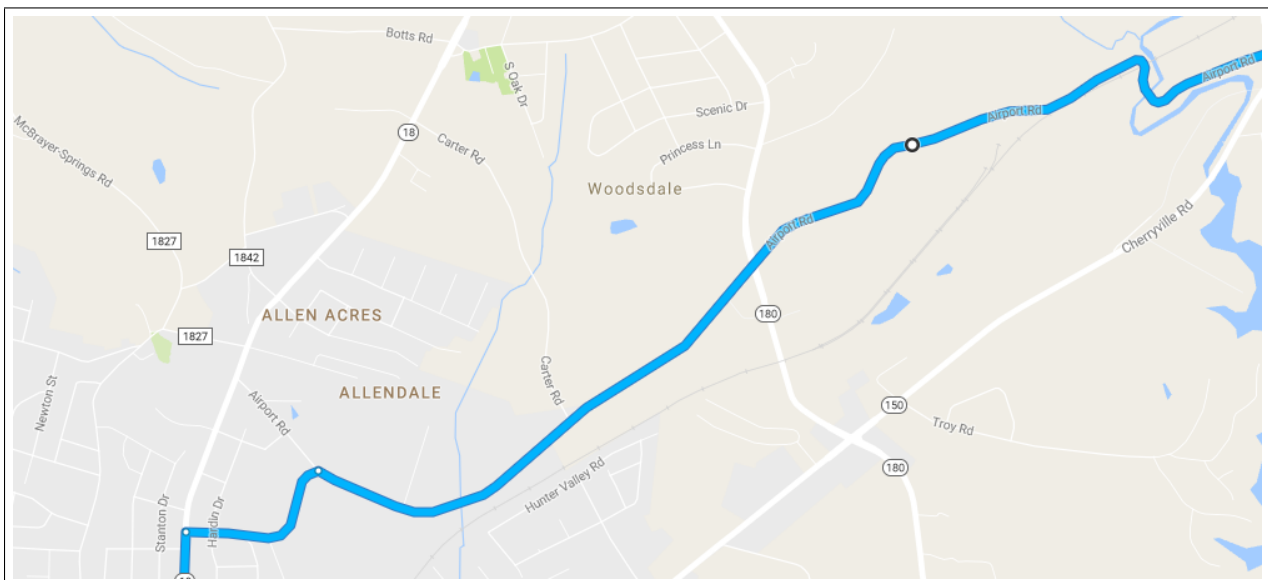 Botts Rd
S Oak Dr
Airport Rd
Scenic Dr
Airport Rd
McBrayer-Springs Rd
18
Carter Rd
Princess Ln
Woodsdale
Airport Rd
Cherryville Rd
1827
1842
180
ALLEN ACRES
1827
Newton St
ALLENDALE
Carter Rd
Airport Rd
150
Troy Rd
180
Hunter Valley Rd
Stanton Dr
Hardin Dr